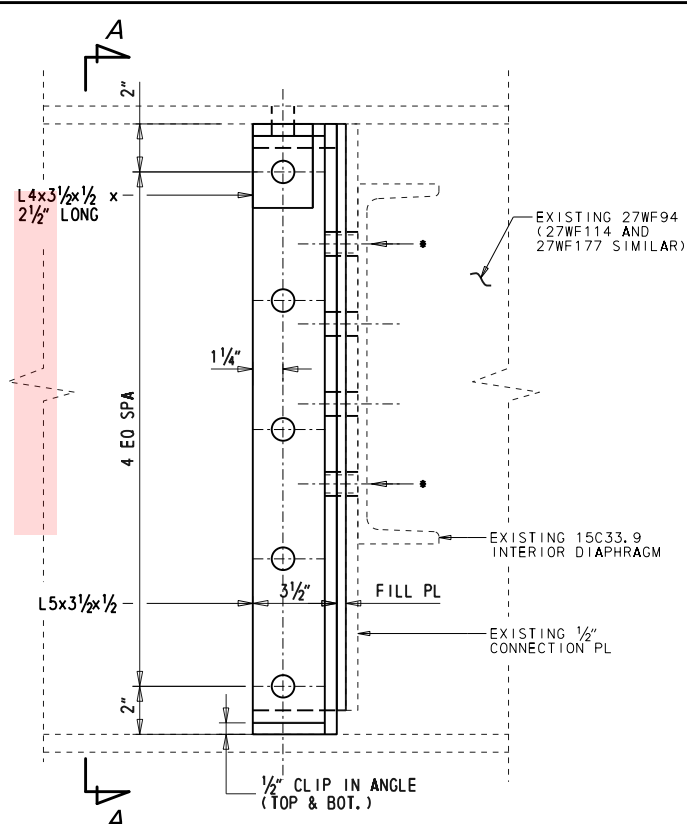 A
2"
L4x3½x½ x
2½" LONG
EXISTING 27WF94
(27WF114 AND
27WF177 SIMILAR)
*
1¼"
4 EQ SPA
*
EXISTING 15C33.9
INTERIOR DIAPHRAGM
L5x3½x½
3½"
FILL PL
EXISTING ½"
CONNECTION PL
2"
½" CLIP IN ANGLE
(TOP & BOT.)
A